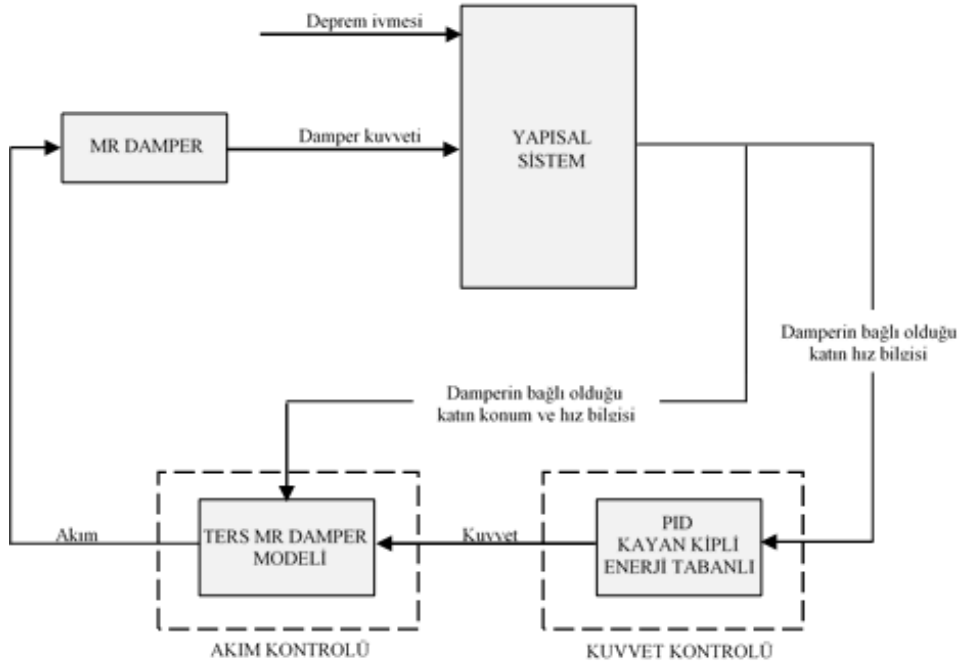 Deprem ivmesi
MR DAMPER
Damper kuvveti
YAPISAL
SİSTEM
Damperin bağlı olduğu
katın hız bilgisi
Damperin bağlı olduğu
katın konum ve hız bilgisi
Akım
TERS MR DAMPER
MODELİ
Kuvvet
PID
KAYAN KİPLİ
ENERJİ TABANLI
AKIM KONTROLÜ
KUVVET KONTROLÜ